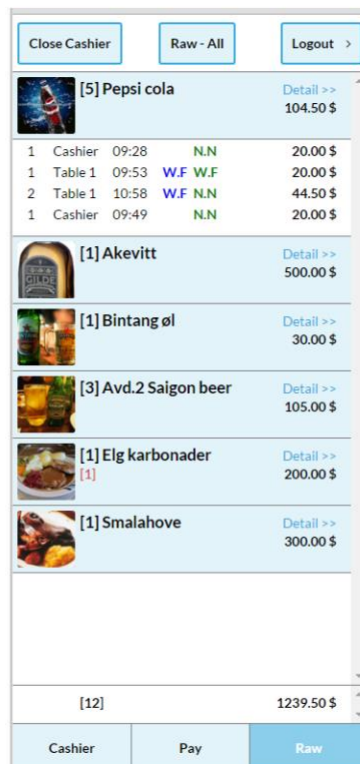 Close Cashier Raw - All Logout >
[5] Pepsi cola Detail >>
104.50 $
1 Cashier 09:28 N.N 20.00 $
1 Table 1 09:53 W.F W.F 20.00 $
2 Table 1 10:58 W.F N.N 44.50 $
1 Cashier 09:49 N.N 20.00 $
[1] Akevitt Detail >>
GILDE
500.00 $
[1] Bintang øl Detail >>
30.00 $
[3] Avd.2 Saigon beer Detail >>
105.00 $
[1] Elg karbonader Detail >>
[1] 200.00 $
[1] Smalahove Detail >>
300.00 $
[12] 1239.50 $
Cashier Pay Raw